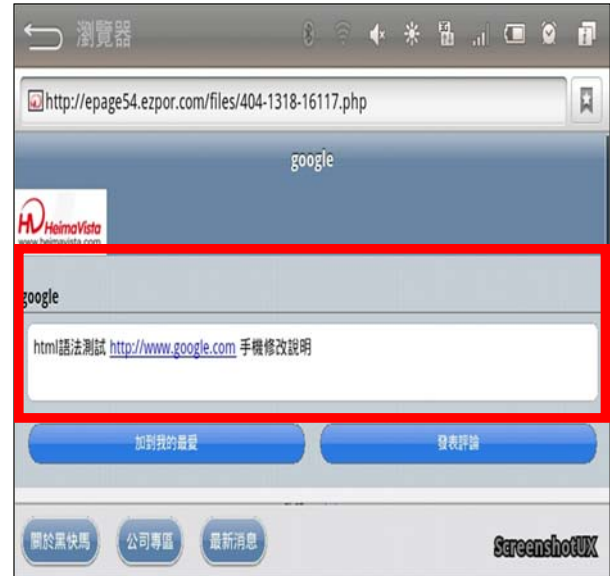 瀏覽器
http://epage54.ezpor.com/files/404-1318-16117.php
google
HeimaVista
www.heimavista.com
google
html語法測試 http://www.google.com 手機修改說明
加到我的最愛
發表評論
關於黑快馬
公司專區
最新消息
ScreenshotUX